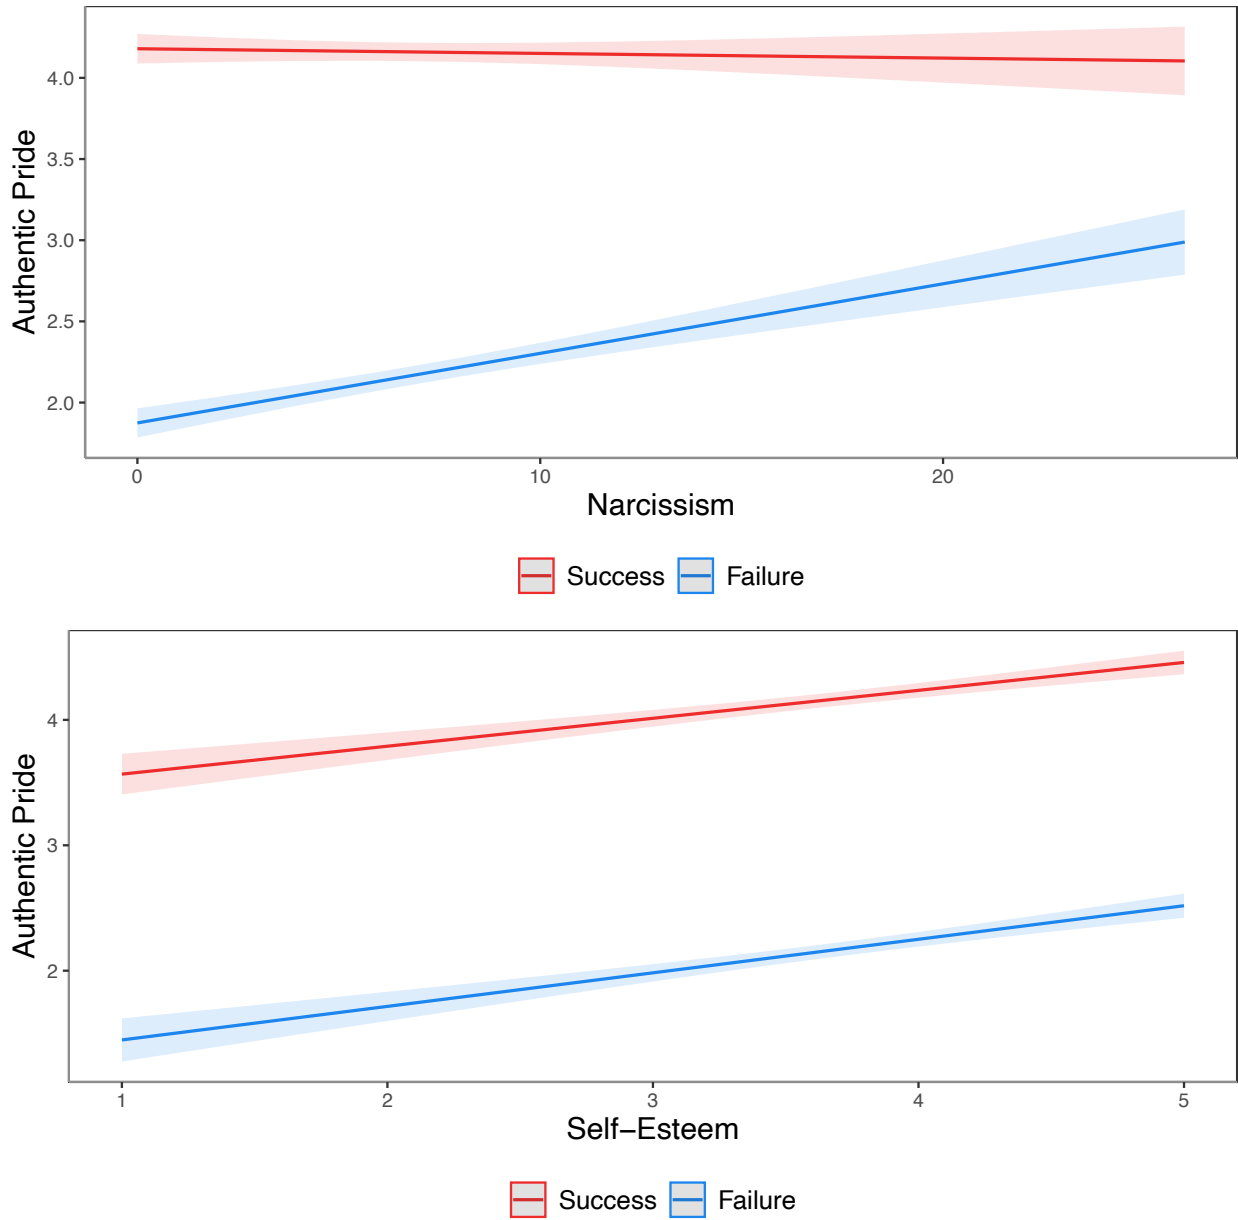 Authentic Pride
4.0
3.5
3.0
2.5
2.0
0 10 20
Narcissism
Success Failure
Authentic Pride
4
3
2
1 2 3 4 5
Self−Esteem
Success Failure